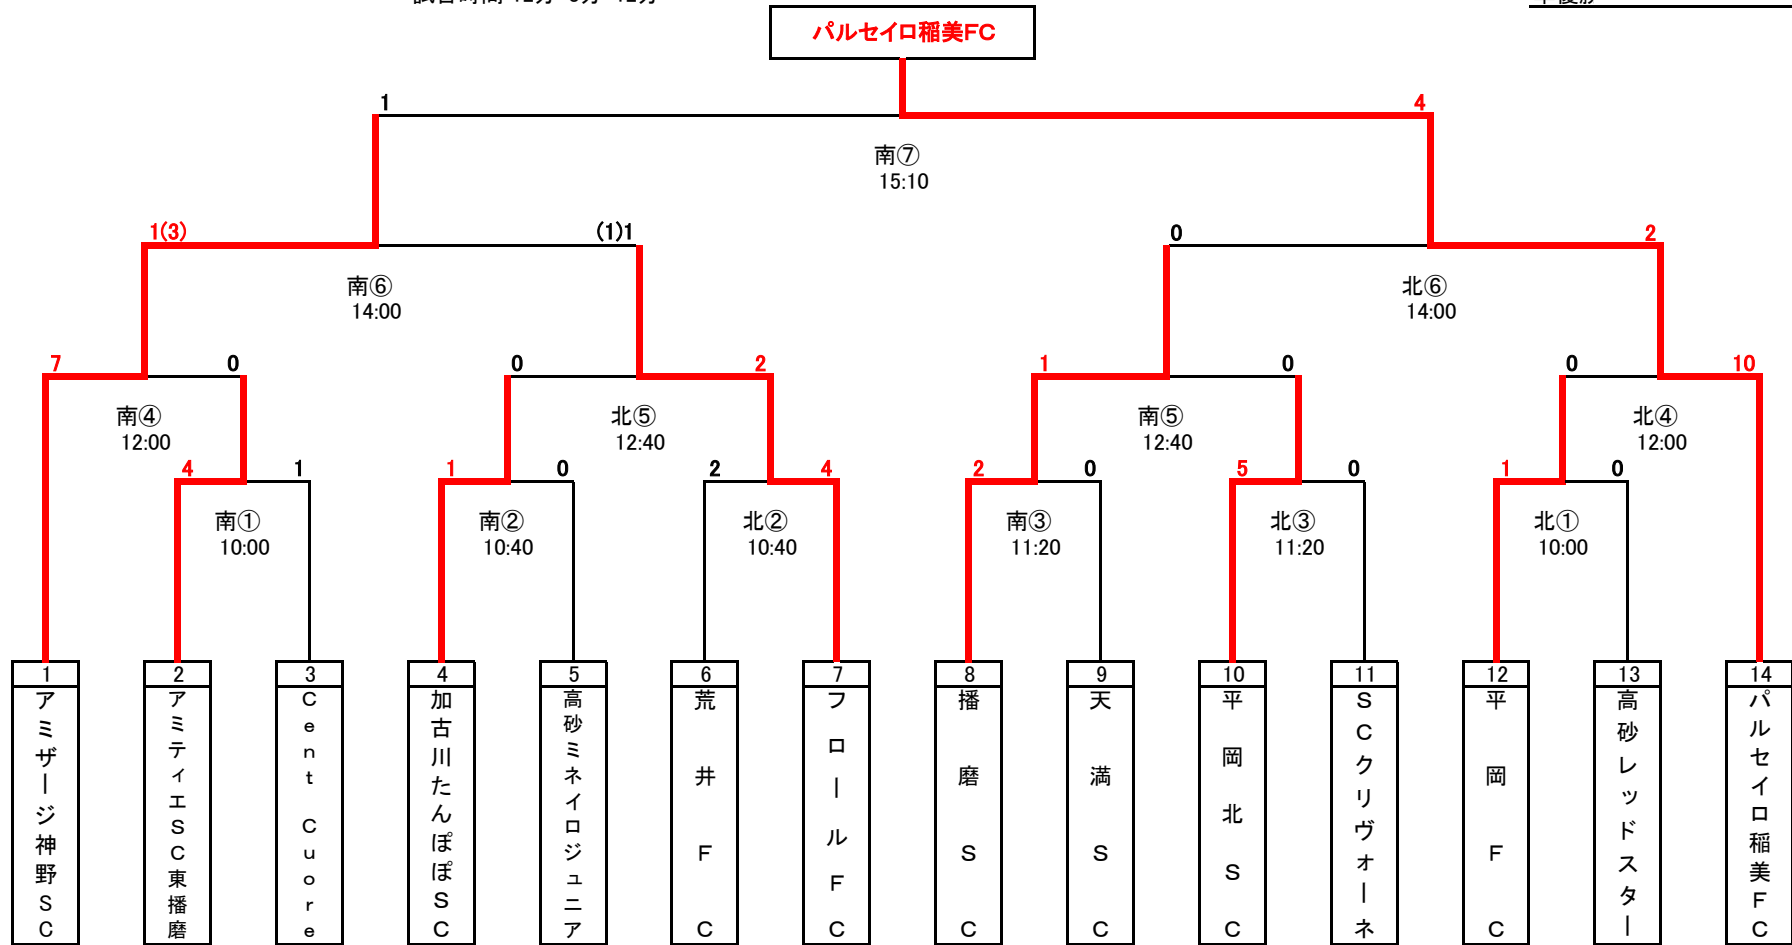 パルセイロ稲美FC
1
4
南⑦
15:10
1(3)
(1)1
0
2
南⑥
14:00
北⑥
14:00
7
0
0
2
1
0
0
10
南④
12:00
北⑤
12:40
南⑤
12:40
北④
12:00
4
1
1
0
2
4
2
0
5
0
1
0
南①
10:00
南②
10:40
北②
10:40
南③
11:20
北③
11:20
北①
10:00
1
アミザージ神野SC
2
アミティエSC東播磨
3
Cent Cuore
4
加古川たんぽぽSC
5
高砂ミネイロジュニア
6
荒井FC
7
フロールFC
8
播磨SC
9
天満SC
10
平岡北SC
11
SCクリヴォーネ
12
平岡FC
13
高砂レッドスター
14
パルセイロ稲美FC